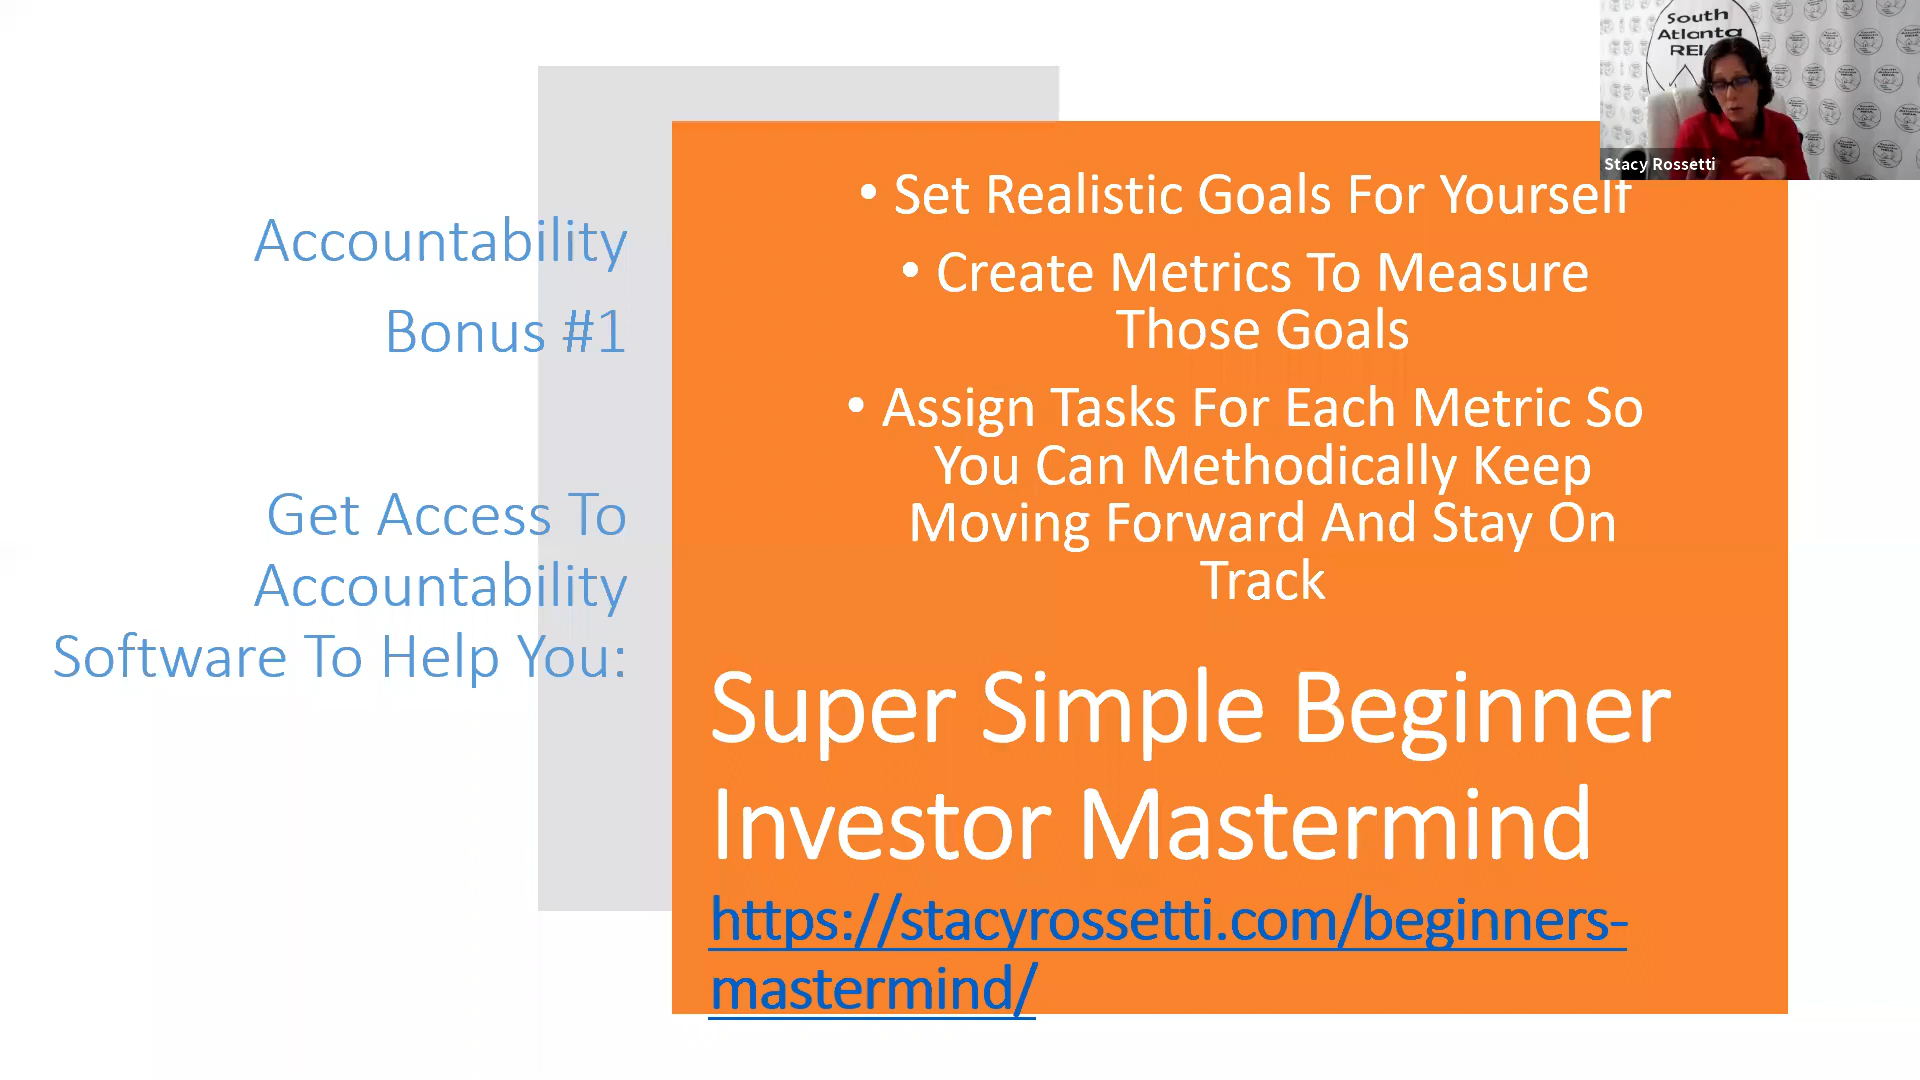 Accountability
Bonus #1
Get Access To
Accountability
Software To Help You:
• Set Realistic Goals For Yourself
• Create Metrics To Measure
Those Goals
• Assign Tasks For Each Metric So
You Can Methodically Keep
Moving Forward And Stay On
Track
Super Simple Beginner
Investor Mastermind
https://stacyrossetti.com/beginners-
mastermind/
South
Atlanta
REIA
Stacy Rossetti